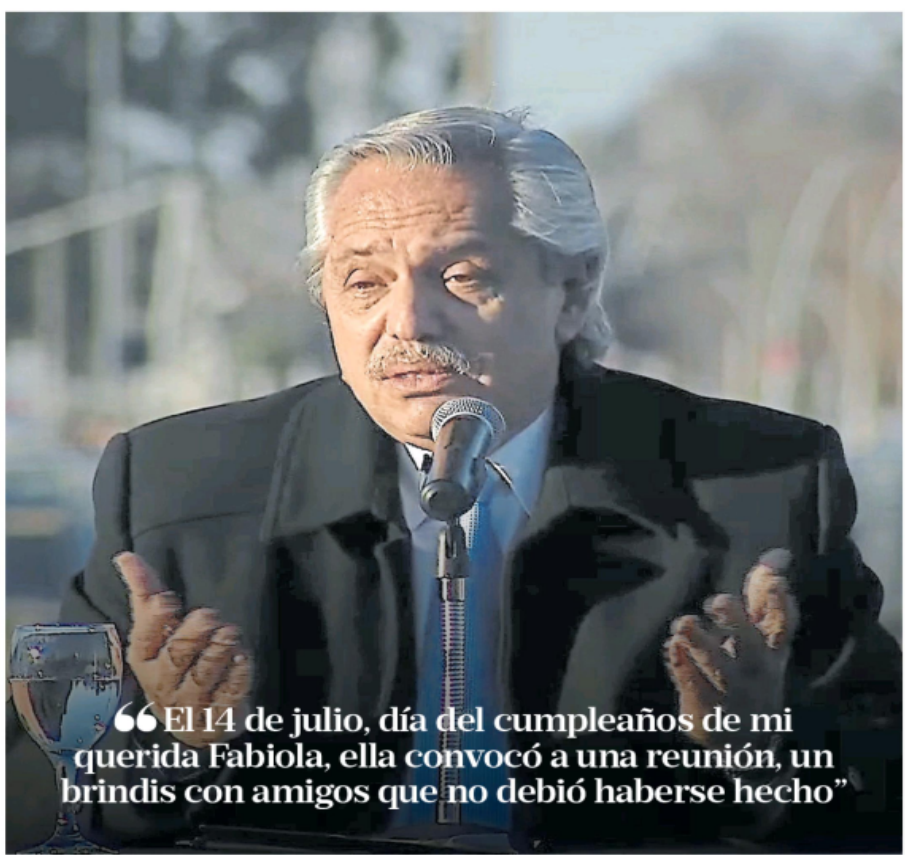 “ El 14 de julio, día del cumpleaños de mi
querida Fabiola, ella convocó a una reunión, un
brindis con amigos que no debió haberse hecho”